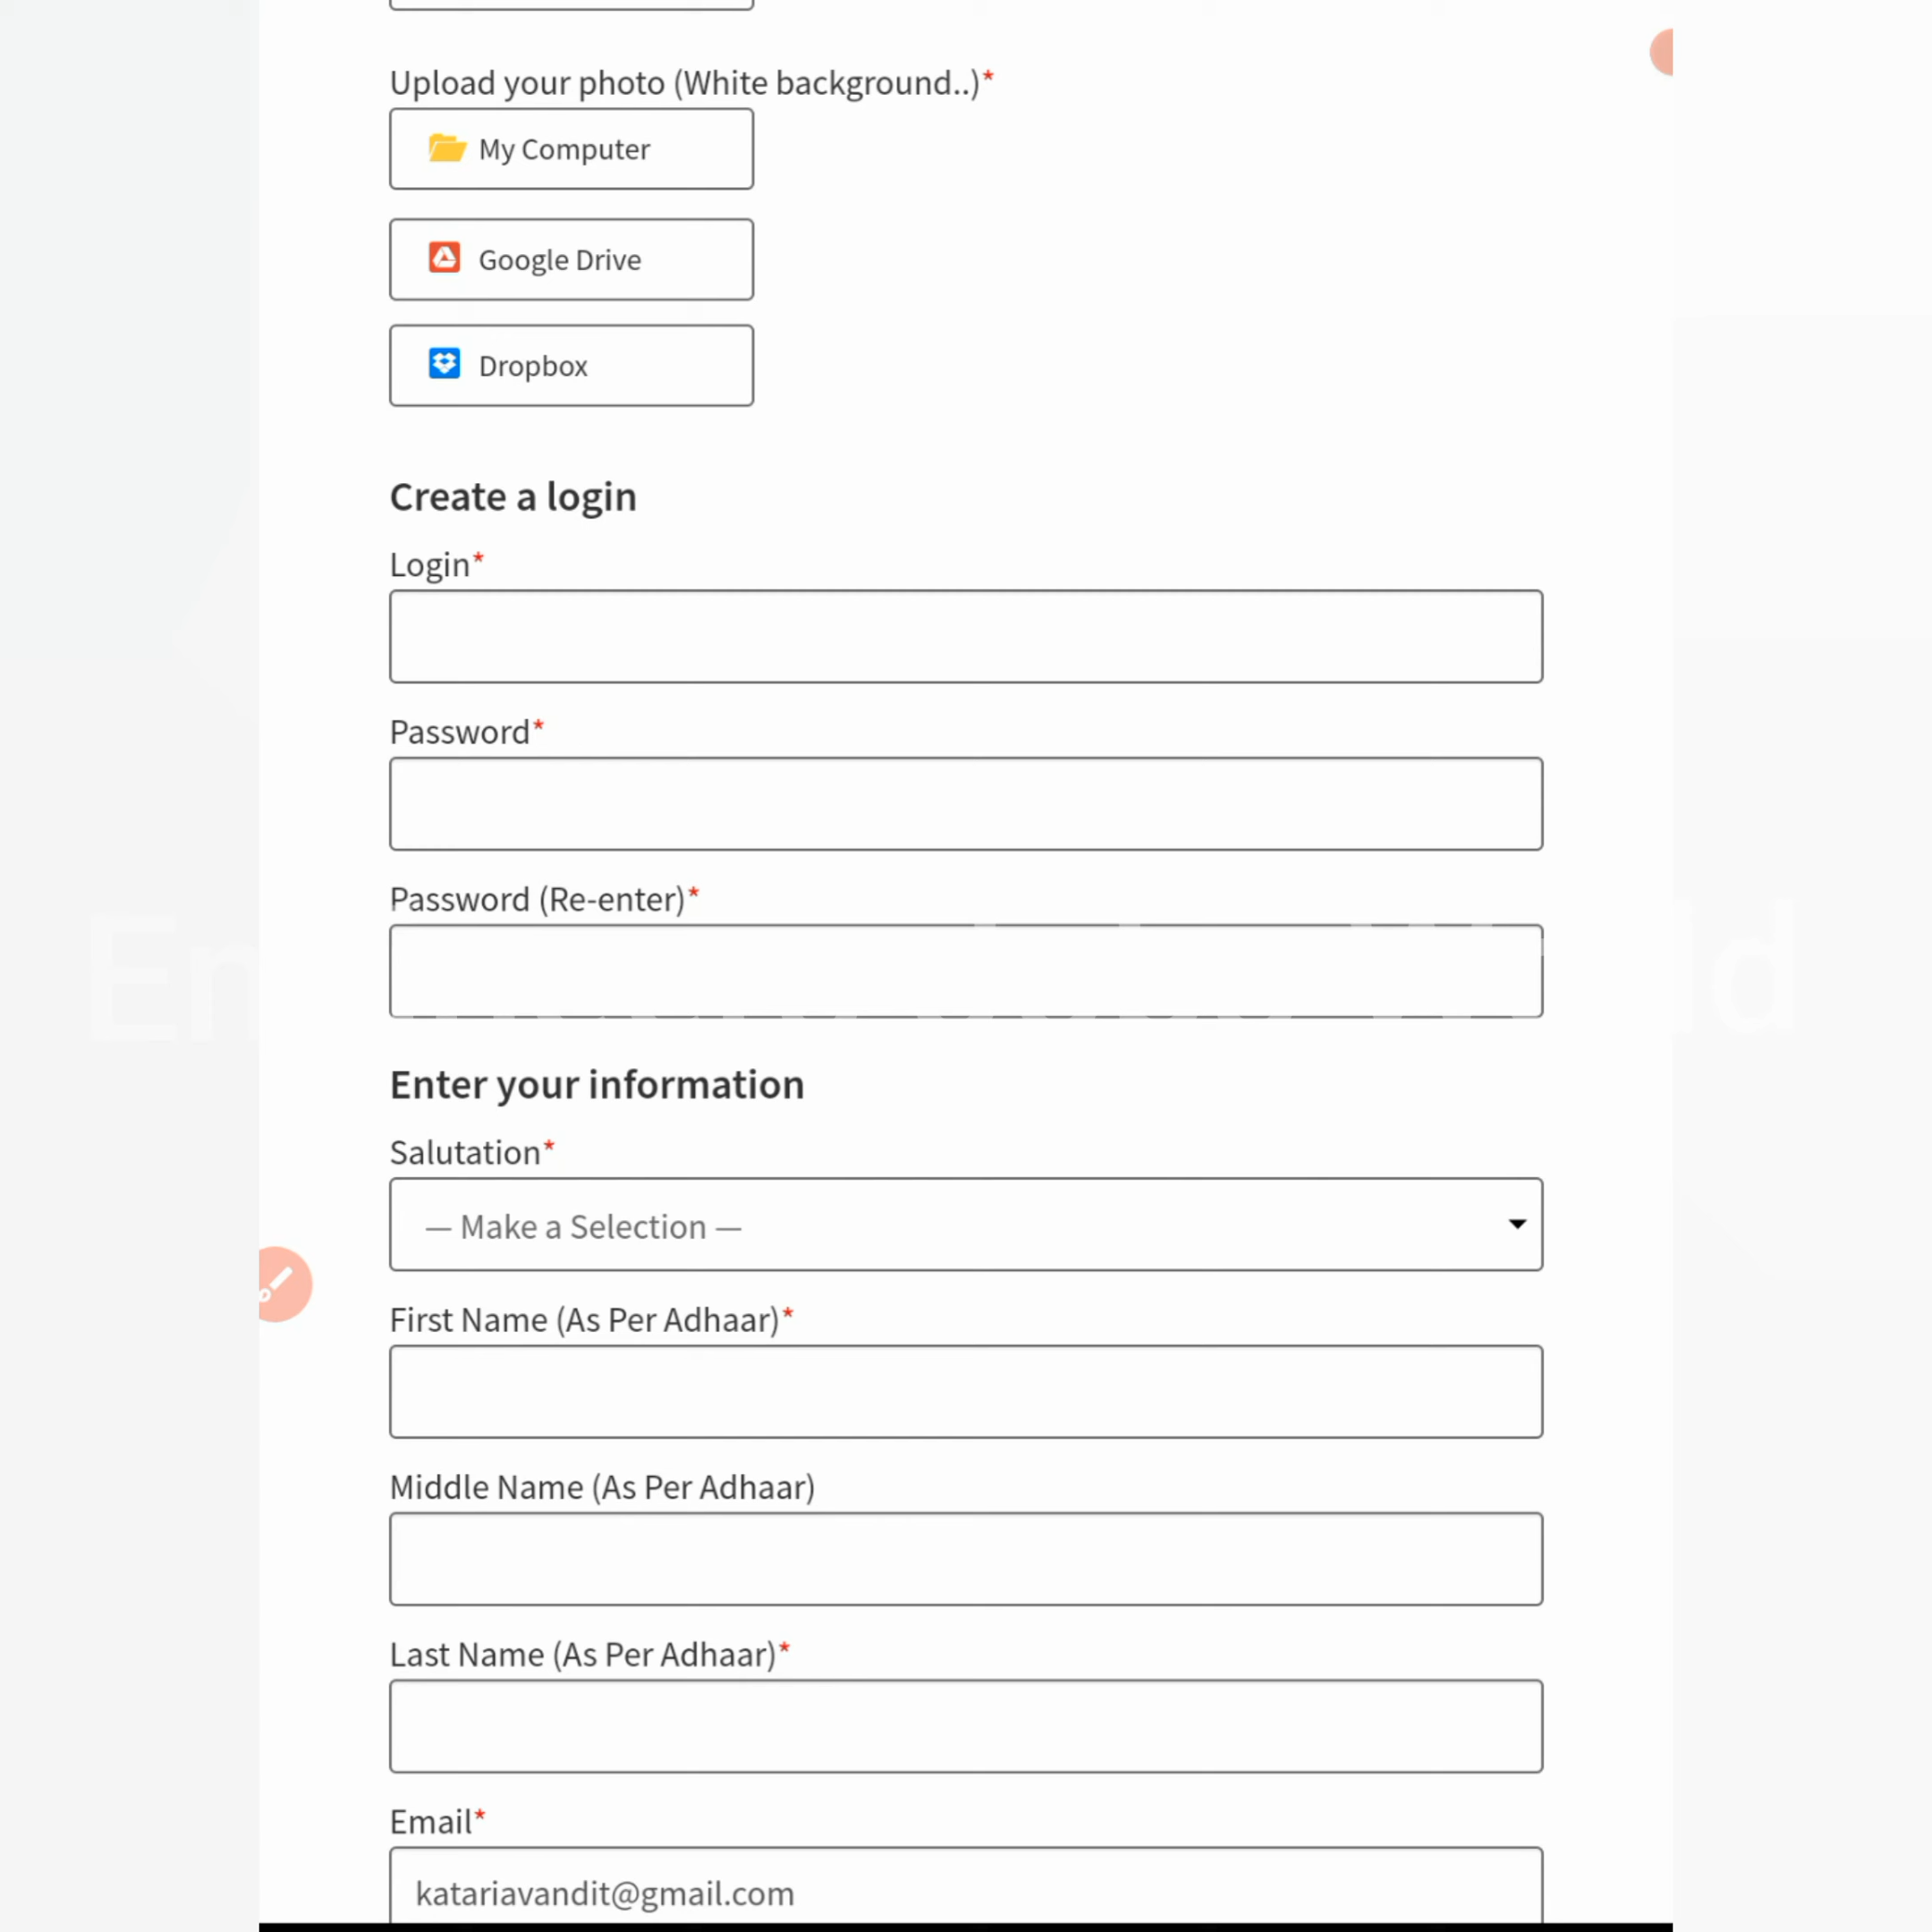 Upload your photo (White background..)*
My Computer
Google Drive
Dropbox
Create a login
Login*
Password*
Password (Re-enter)*
Enter your information
Salutation*
— Make a Selection —
First Name (As Per Adhaar)*
Middle Name (As Per Adhaar)
Last Name (As Per Adhaar)*
Email*
katariavandit@gmail.com